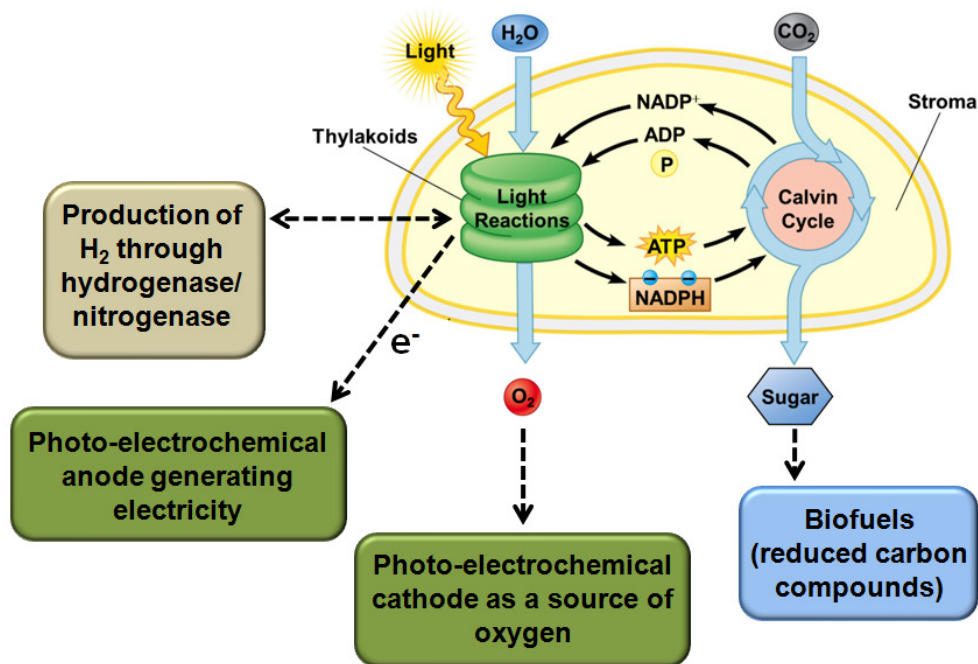 H₂O
CO₂
Light
NADP⁺
Stroma
ADP
Thylakoids
P
Light
Reactions
Calvin
Cycle
ATP
− −
NADPH
Production of
H₂ through
hydrogenase/
nitrogenase
e⁻
O₂
Sugar
Photo-electrochemical
anode generating
electricity
Photo-electrochemical
cathode as a source of
oxygen
Biofuels
(reduced carbon
compounds)